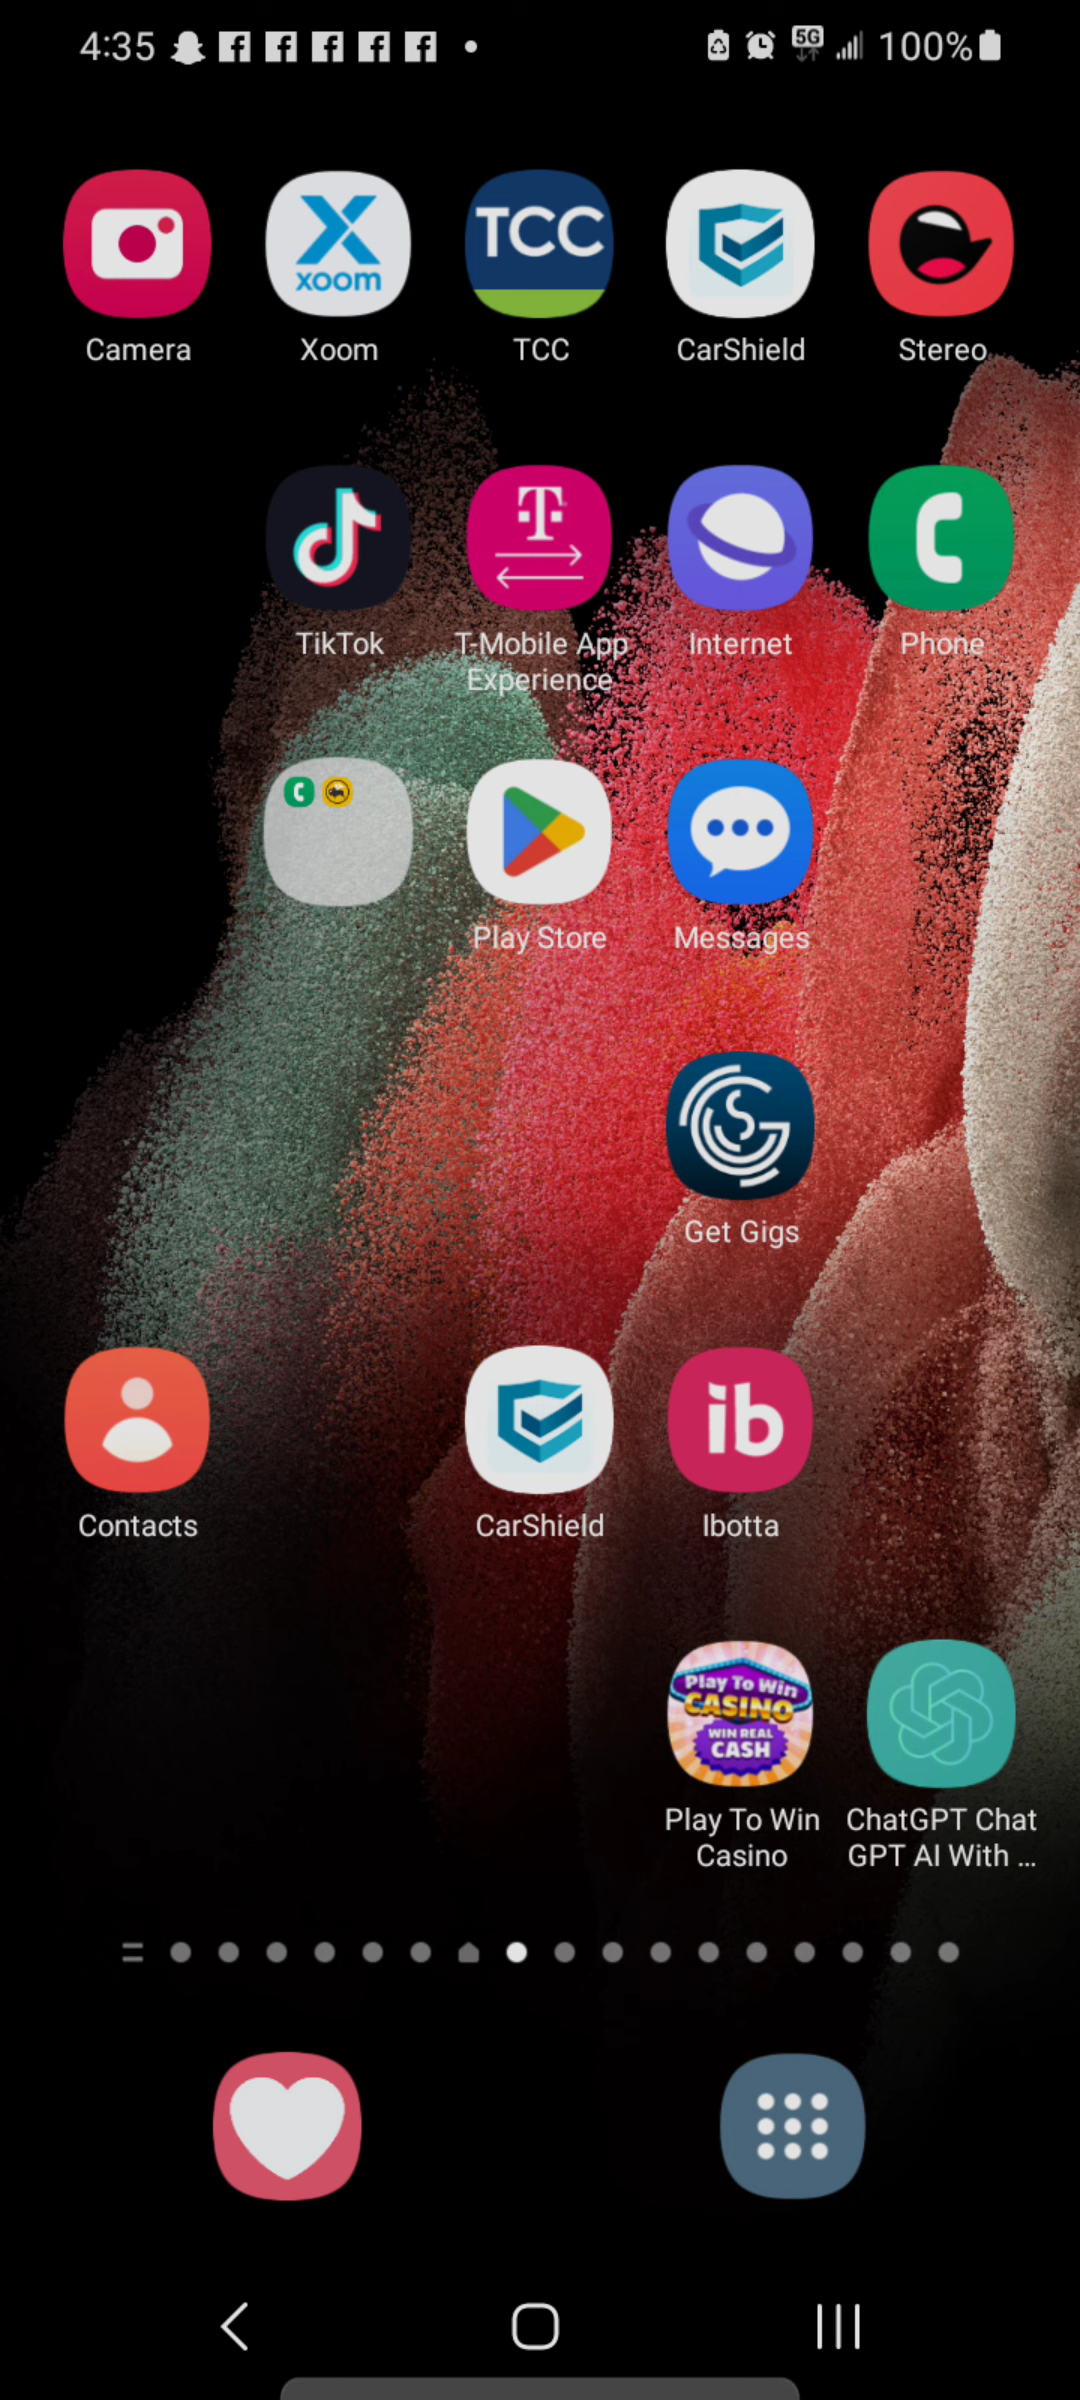 4:35
5G
100%
xoom
TCC
Camera
Xoom
TCC
CarShield
Stereo
T
TikTok
T-Mobile App
Experience
Internet
Phone
Play Store
Messages
Get Gigs
ib
Contacts
CarShield
Ibotta
Play To Win
CASINO
WIN REAL
CASH
Play To Win
Casino
ChatGPT Chat
GPT AI With ...